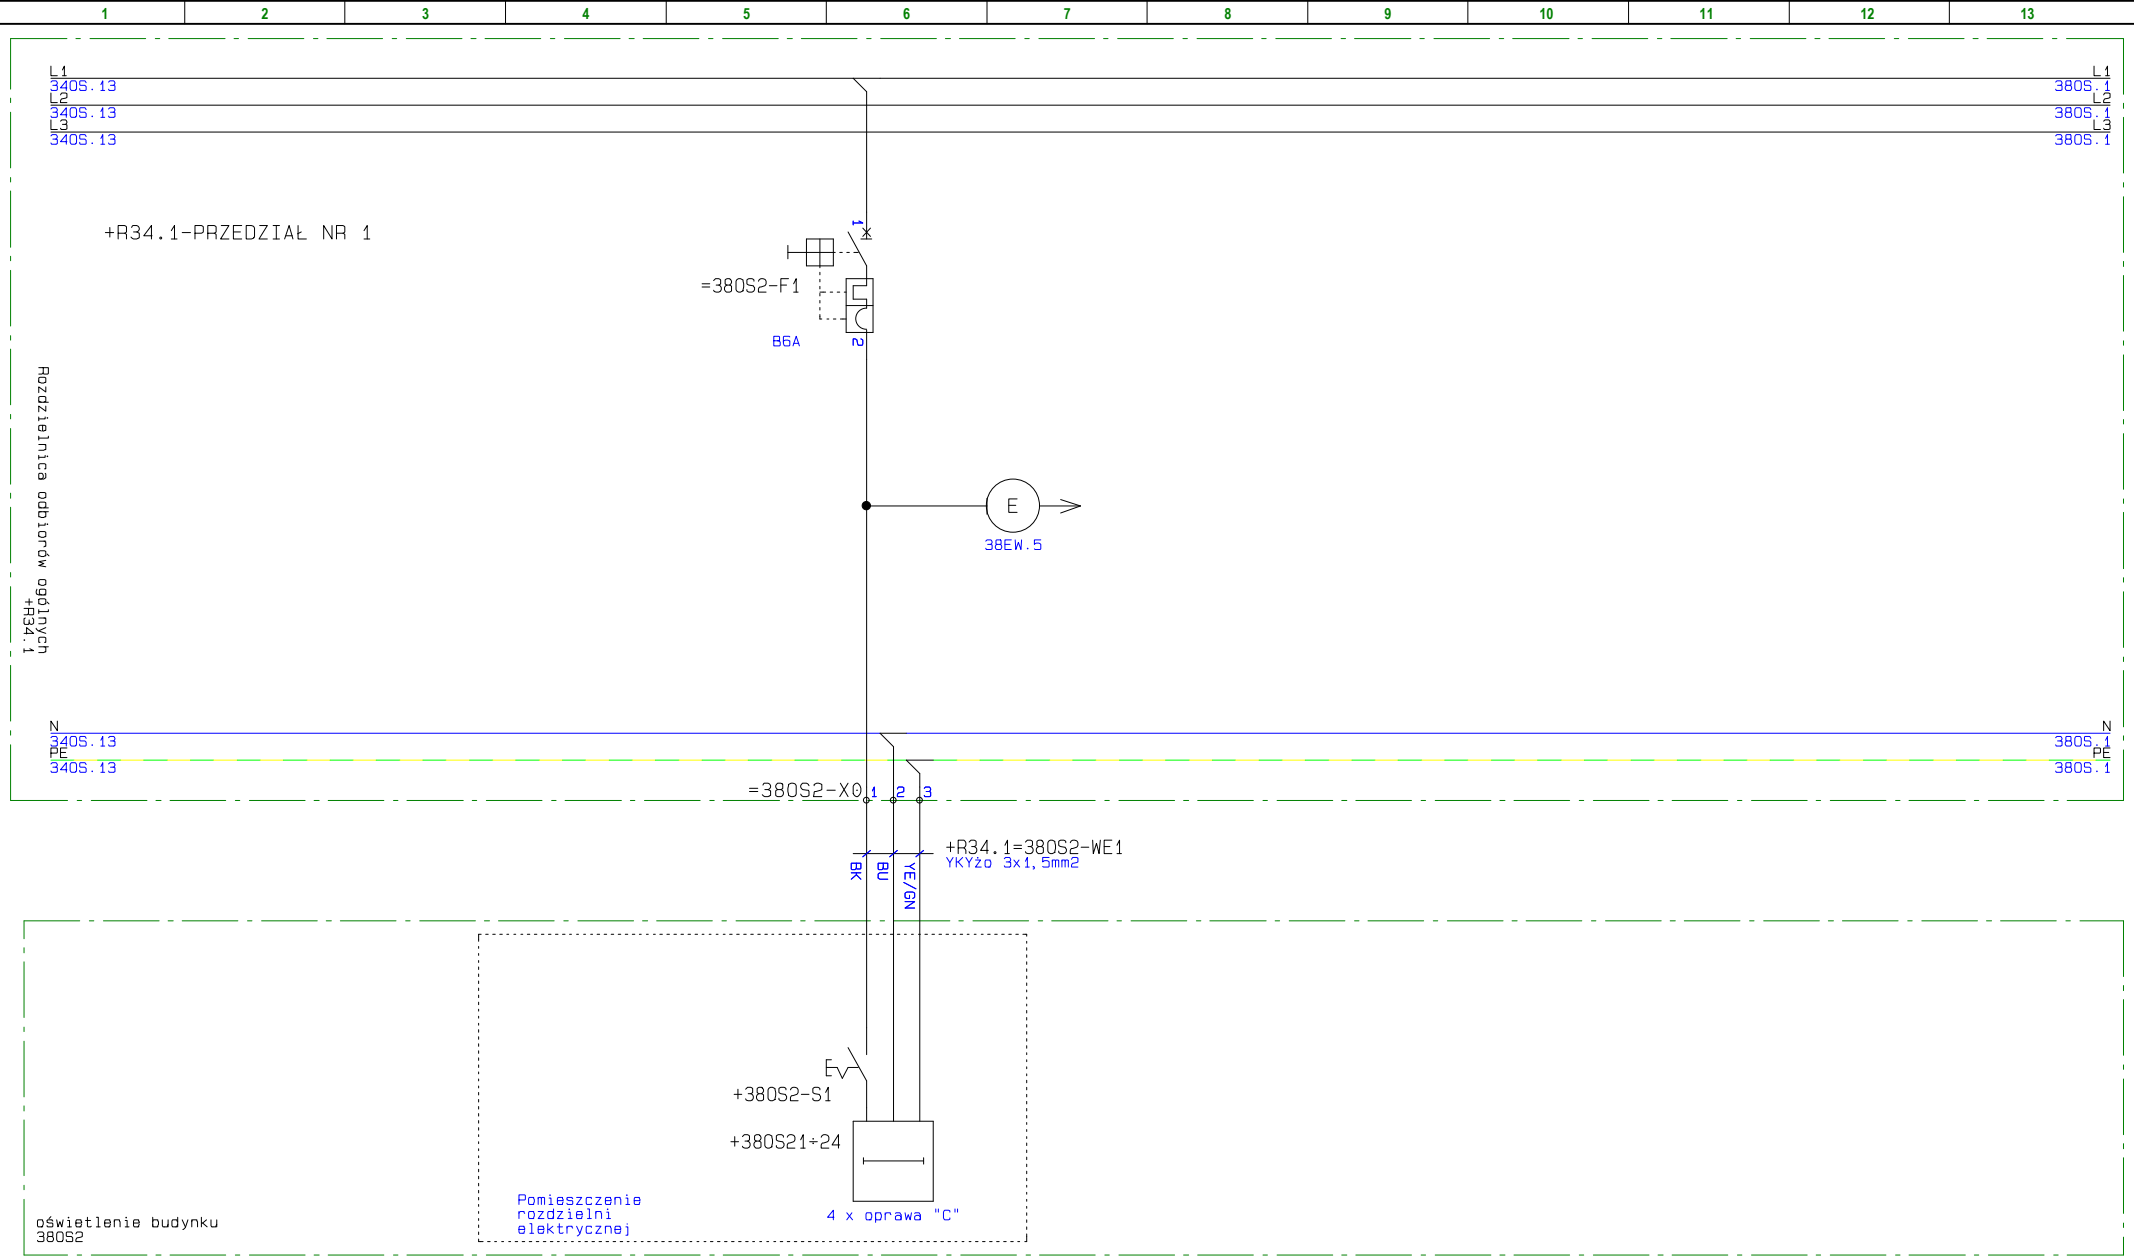 1 2 3 4 5 6 7 8 9 10 11 12 13
L1 L1
340S.13 380S.1
L2 L2
340S.13 380S.1
L3 L3
340S.13 380S.1
+R34.1-PRZEDZIAŁ NR 1
1
=380S2-F1
B6A
2
Rozdzielnica odbiorów ogólnych
+R34.1
E
38EW.5
N N
340S.13 380S.1
PE PE
340S.13 380S.1
=380S2-X0 1 2 3
+R34.1=380S2-WE1
YKYżo 3x1,5mm2
BK BU YE/GN
+380S2-S1
+380S21÷24
Pomieszczenie
rozdzielni
elektrycznej
4 x oprawa "C"
oświetlenie budynku
380S2